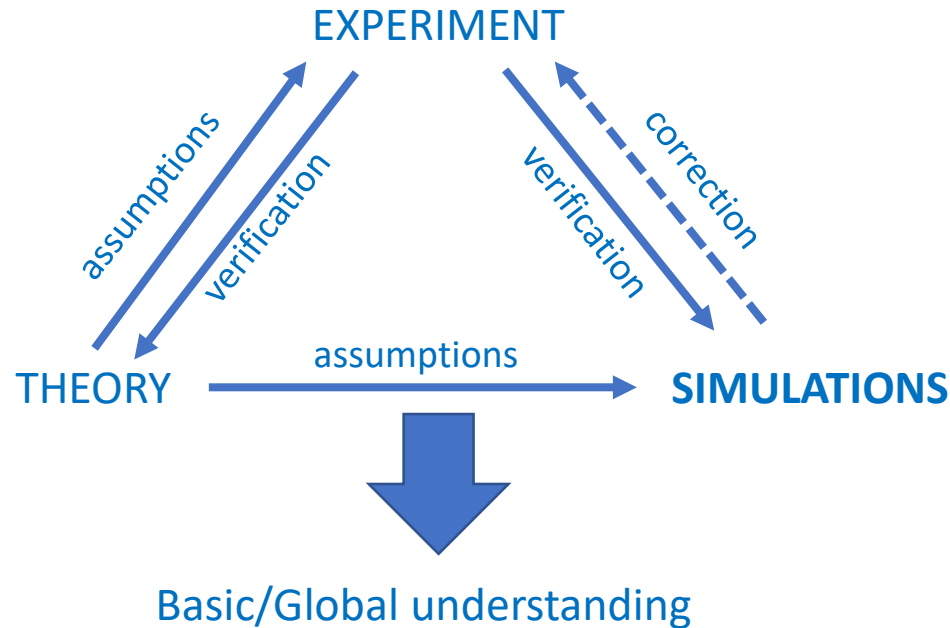 EXPERIMENT
assumptions
verification
verification
correction
assumptions
THEORY
SIMULATIONS
Basic/Global understanding